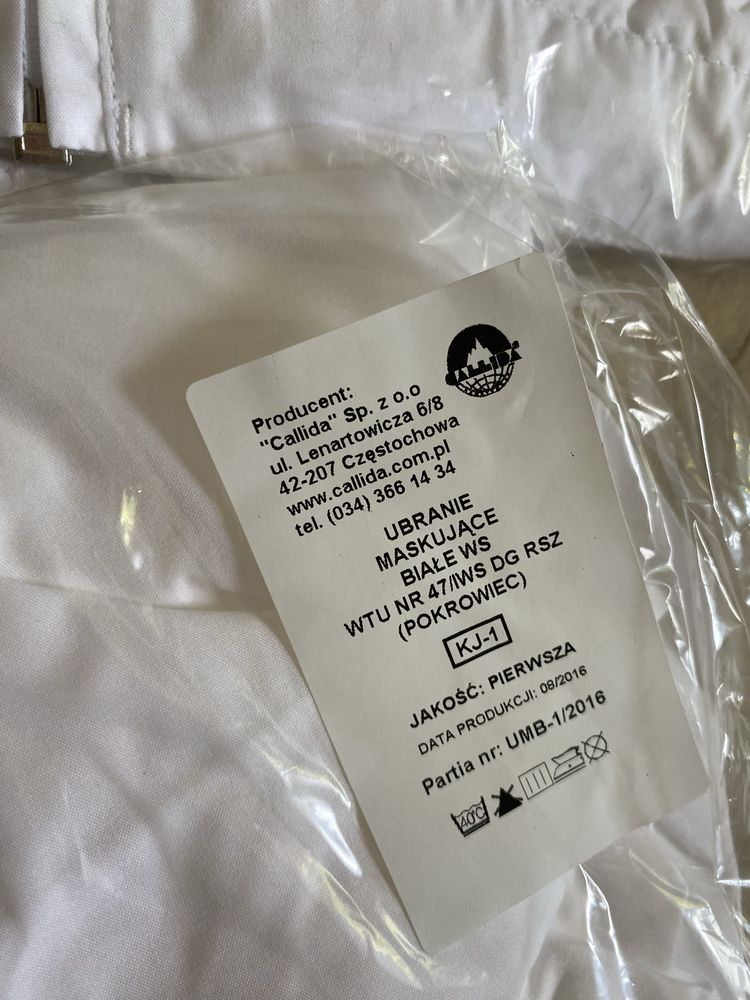 CALLIDA
Producent:
"Callida" Sp. z o.o
ul. Lenartowicza 6/8
42-207 Częstochowa
www.callida.com.pl
tel. (034) 366 14 34
UBRANIE
MASKUJĄCE
BIAŁE WS
WTU NR 47/IWS DG RSZ
(POKROWIEC)
KJ-1
JAKOŚĆ: PIERWSZA
DATA PRODUKCJI: 08/2016
Partia nr: UMB-1/2016
40°C